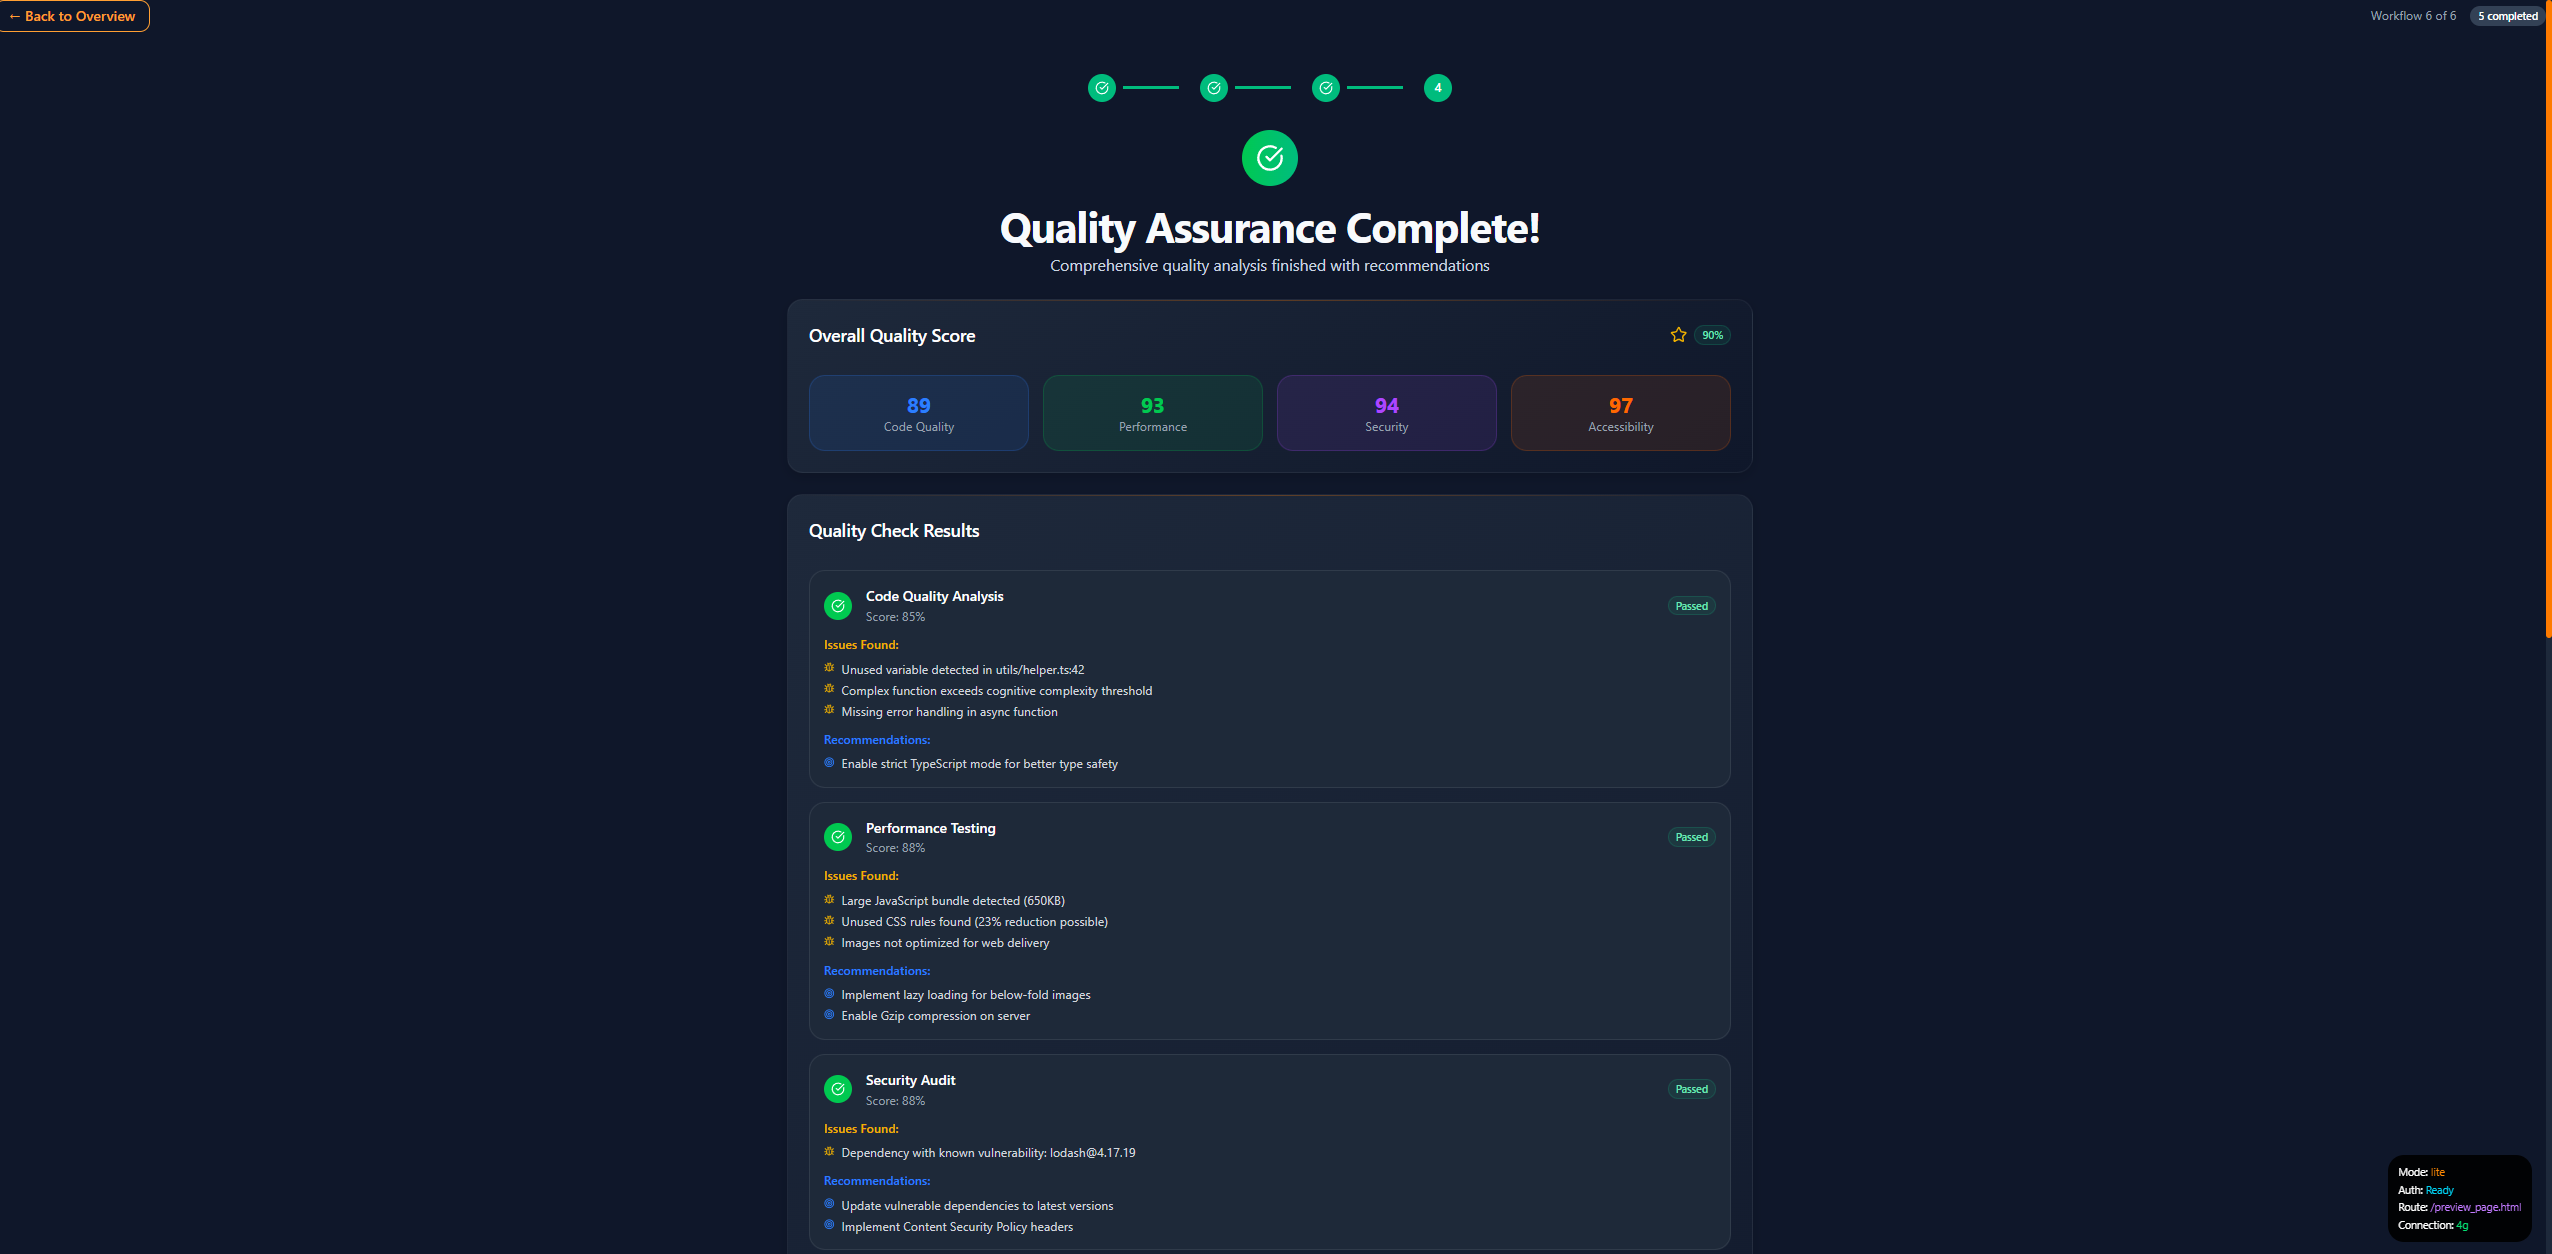 ← Back to Overview
Workflow 6 of 6
5 completed
4
Quality Assurance Complete!
Comprehensive quality analysis finished with recommendations
Overall Quality Score
90%
89
Code Quality
93
Performance
94
Security
97
Accessibility
Quality Check Results
Code Quality Analysis
Score: 85%
Passed
Issues Found:
Unused variable detected in utils/helper.ts:42
Complex function exceeds cognitive complexity threshold
Missing error handling in async function
Recommendations:
Enable strict TypeScript mode for better type safety
Performance Testing
Score: 88%
Passed
Issues Found:
Large JavaScript bundle detected (650KB)
Unused CSS rules found (23% reduction possible)
Images not optimized for web delivery
Recommendations:
Implement lazy loading for below-fold images
Enable Gzip compression on server
Security Audit
Score: 88%
Passed
Issues Found:
Dependency with known vulnerability: lodash@4.17.19
Recommendations:
Update vulnerable dependencies to latest versions
Implement Content Security Policy headers
Mode: lite
Auth: Ready
Route: /preview_page.html
Connection: 4g